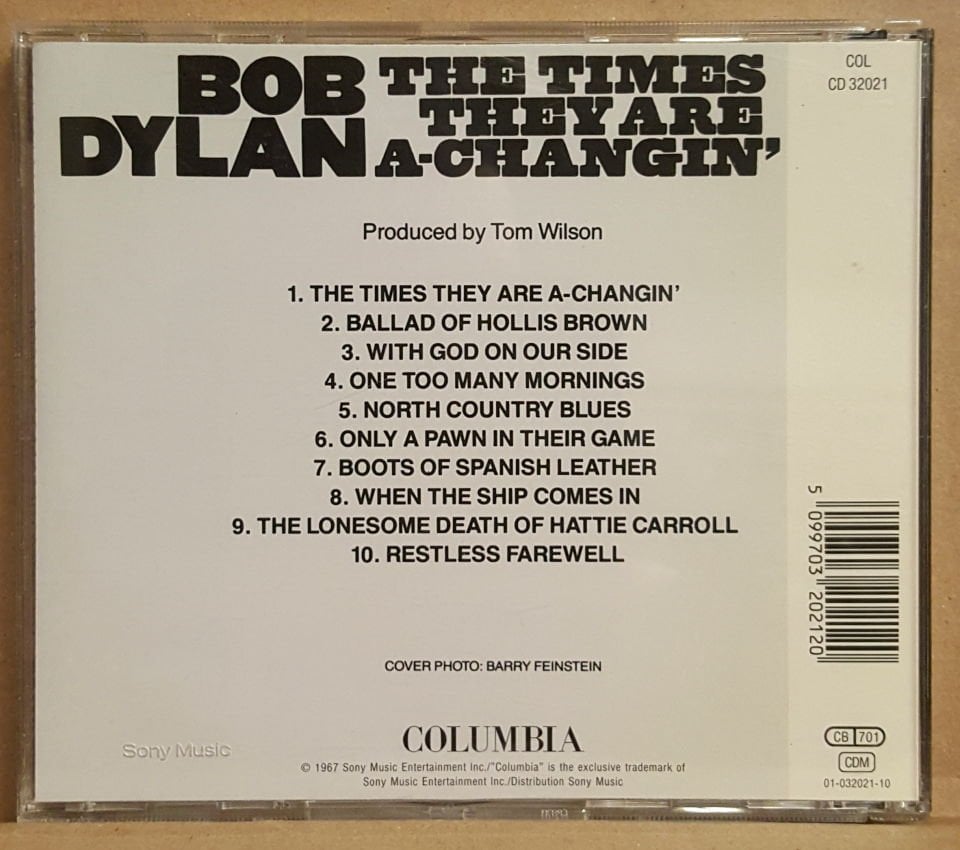 BOB
DYLAN
THE TIMES
THEY ARE
A-CHANGIN'
COL
CD 32021
Produced by Tom Wilson
1. THE TIMES THEY ARE A-CHANGIN'
2. BALLAD OF HOLLIS BROWN
3. WITH GOD ON OUR SIDE
4. ONE TOO MANY MORNINGS
5. NORTH COUNTRY BLUES
6. ONLY A PAWN IN THEIR GAME
7. BOOTS OF SPANISH LEATHER
8. WHEN THE SHIP COMES IN
9. THE LONESOME DEATH OF HATTIE CARROLL
10. RESTLESS FAREWELL
5 099703 202120
COVER PHOTO: BARRY FEINSTEIN
Sony Music
COLUMBIA
© 1967 Sony Music Entertainment Inc./"Columbia" is the exclusive trademark of
Sony Music Entertainment Inc./Distribution Sony Music
CB 701
CDM
01-032021-10